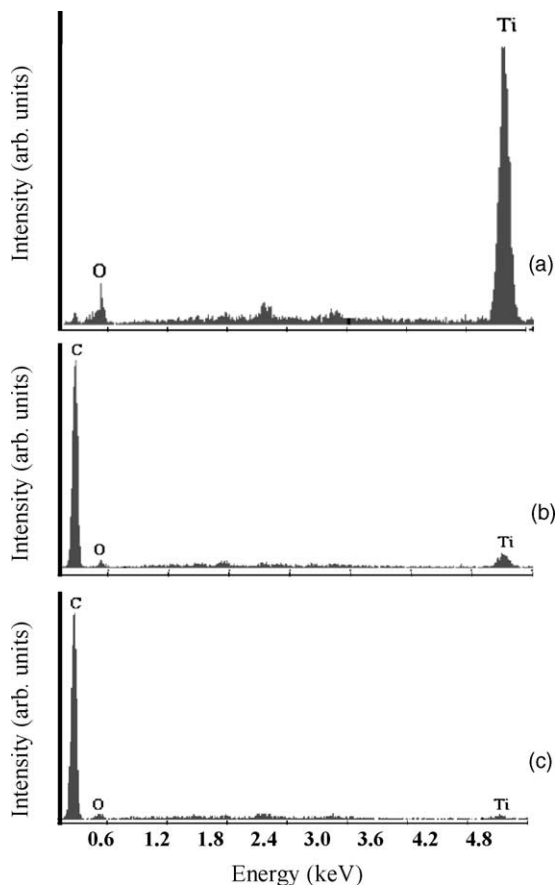 Intensity (arb. units)
Ti
O
(a)
Intensity (arb. units)
C
O
Ti
(b)
Intensity (arb. units)
C
O
Ti
(c)
0.6 1.2 1.8 2.4 3.0 3.6 4.2 4.8
Energy (keV)